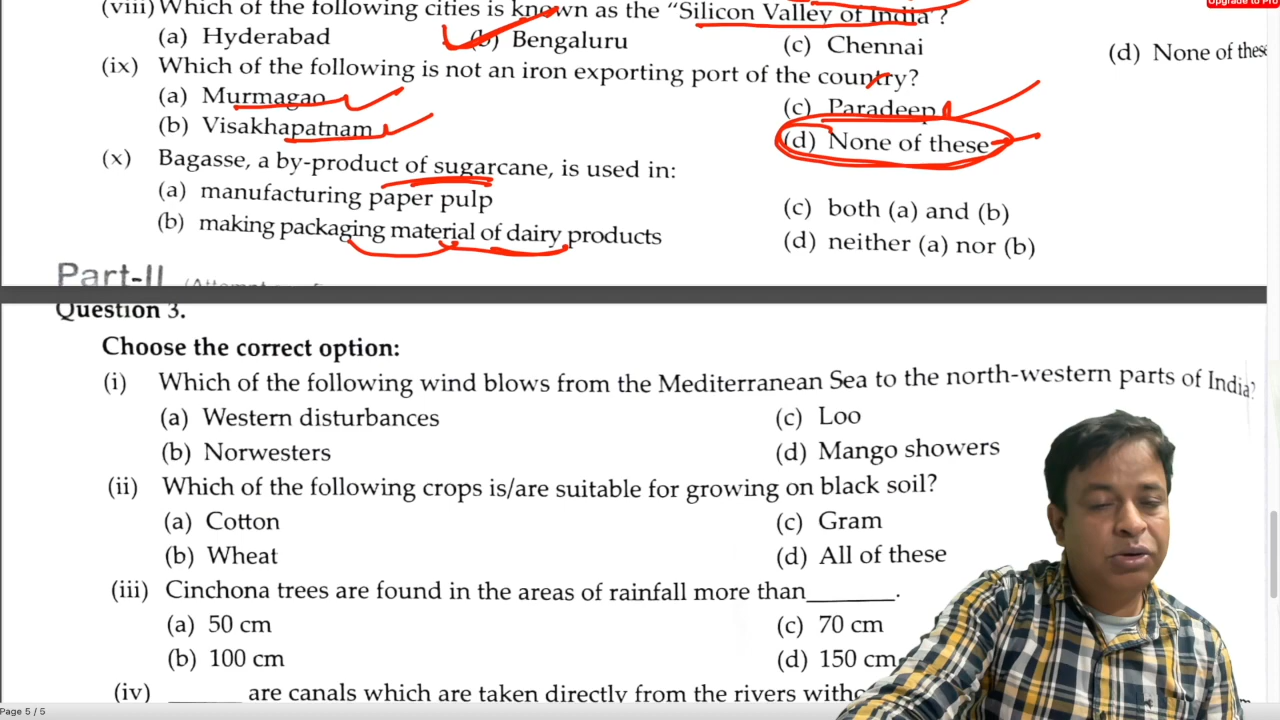 Upgrade to Pro
(viii) Which of the following cities is known as the “Silicon Valley of India”?
(a) Hyderabad (b) Bengaluru (c) Chennai (d) None of these
(ix) Which of the following is not an iron exporting port of the country?
(a) Murmagao (c) Paradeep
(b) Visakhapatnam (d) None of these
(x) Bagasse, a by-product of sugarcane, is used in:
(a) manufacturing paper pulp (c) both (a) and (b)
(b) making packaging material of dairy products (d) neither (a) nor (b)
Part-II
Question 3.
Choose the correct option:
(i) Which of the following wind blows from the Mediterranean Sea to the north-western parts of India?
(a) Western disturbances (c) Loo
(b) Norwesters (d) Mango showers
(ii) Which of the following crops is/are suitable for growing on black soil?
(a) Cotton (c) Gram
(b) Wheat (d) All of these
(iii) Cinchona trees are found in the areas of rainfall more than________.
(a) 50 cm (c) 70 cm
(b) 100 cm (d) 150 cm
(iv) ______ are canals which are taken directly from the rivers
Page 5 / 5